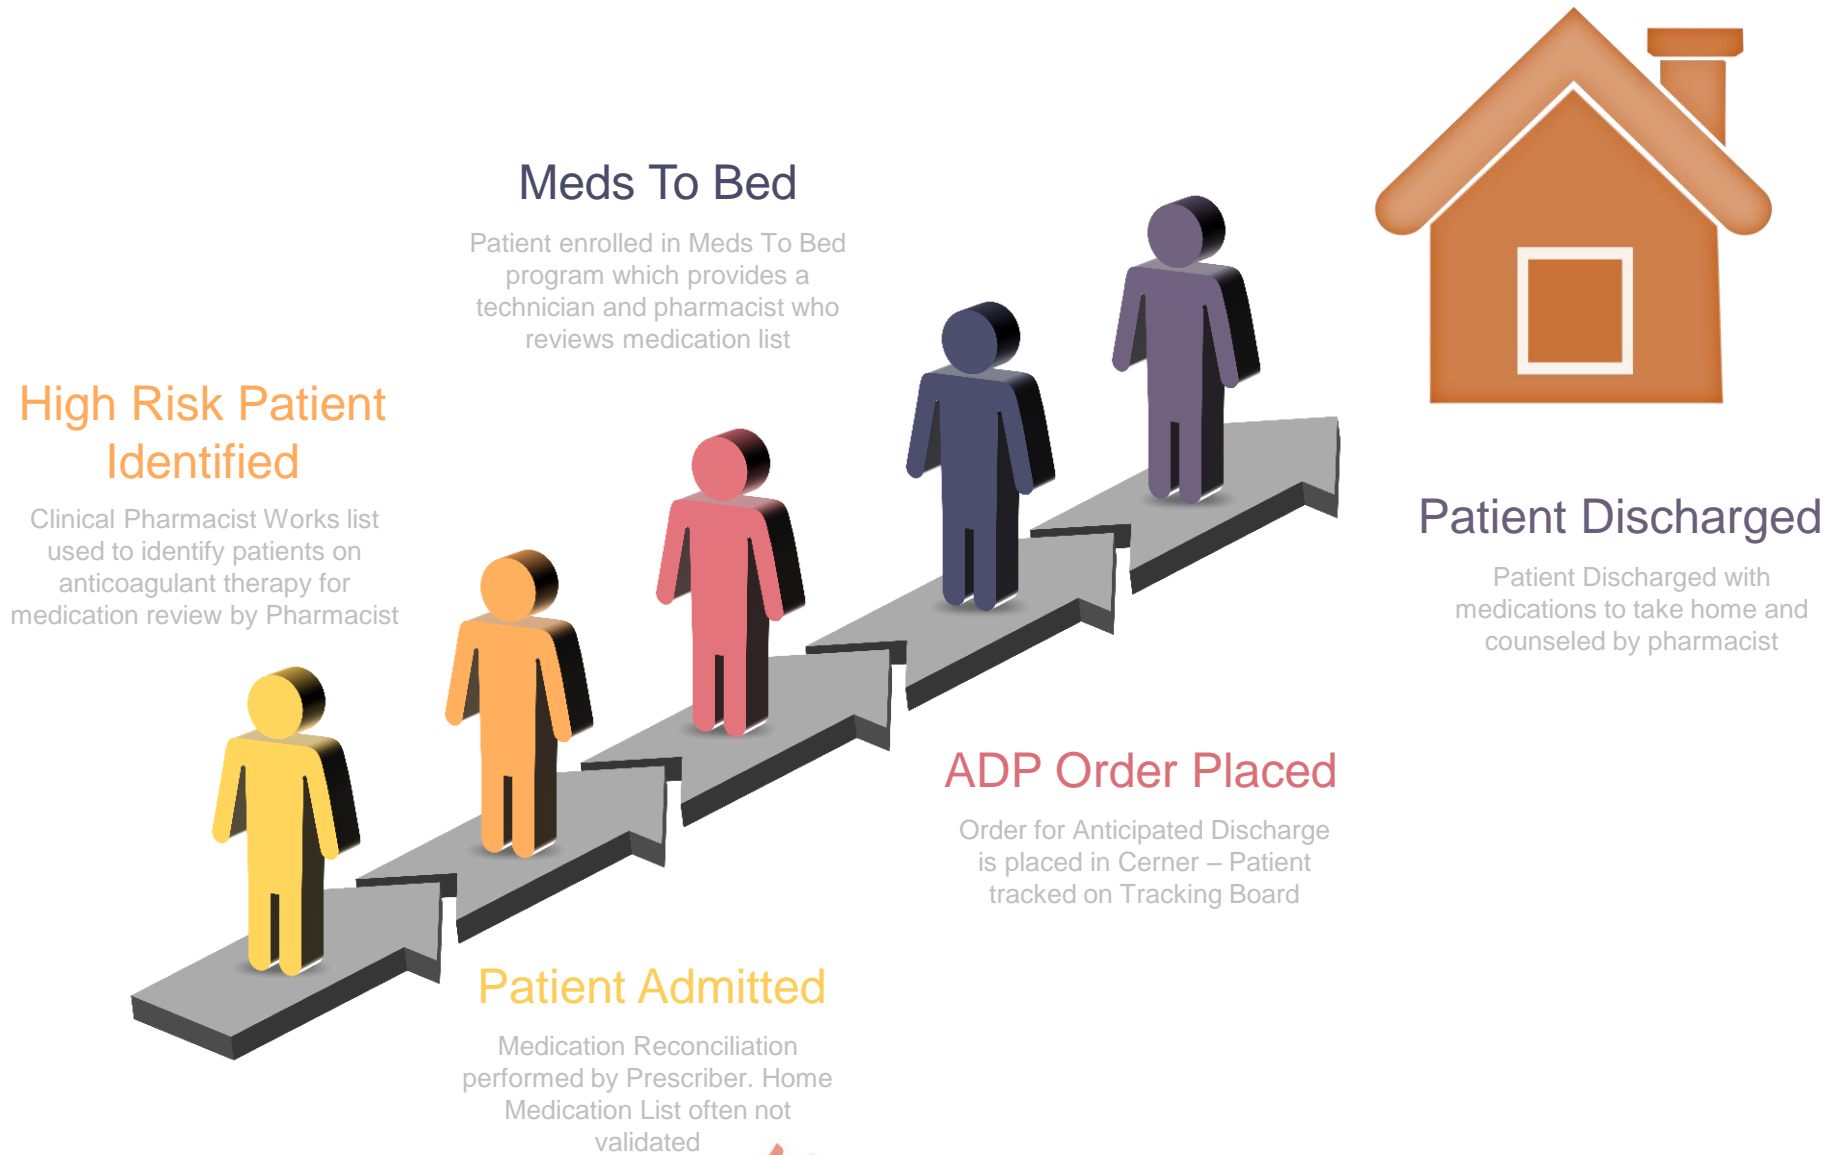 Meds To Bed
Patient enrolled in Meds To Bed
program which provides a
technician and pharmacist who
reviews medication list
High Risk Patient
Identified
Clinical Pharmacist Works list
used to identify patients on
anticoagulant therapy for
medication review by Pharmacist
Patient Discharged
Patient Discharged with
medications to take home and
counseled by pharmacist
ADP Order Placed
Order for Anticipated Discharge
is placed in Cerner – Patient
tracked on Tracking Board
Patient Admitted
Medication Reconciliation
performed by Prescriber. Home
Medication List often not
validated